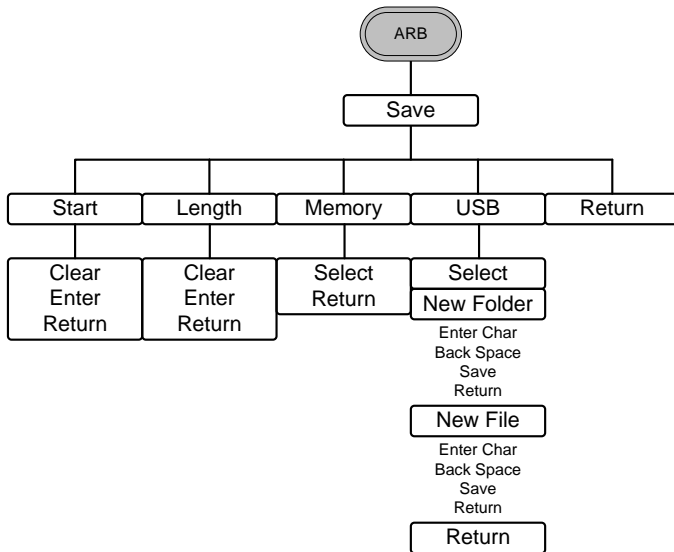 ARB
Save
Start
Length
Memory
USB
Return
Clear
Enter
Return
Clear
Enter
Return
Select
Return
Select
New Folder
Enter Char
Back Space
Save
Return
New File
Enter Char
Back Space
Save
Return
Return